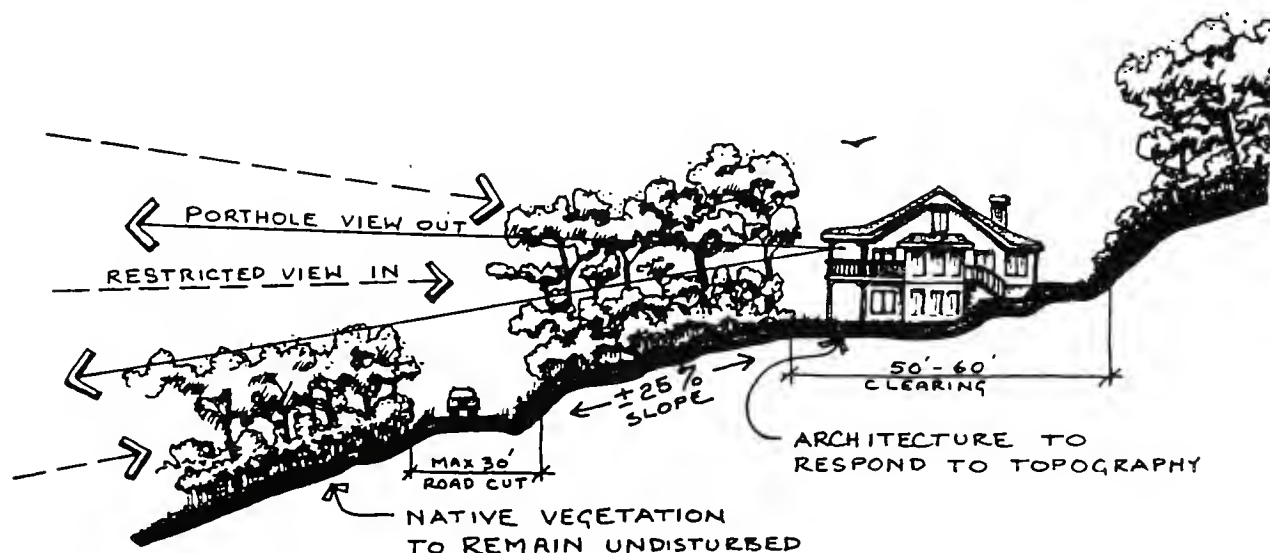 PORTHOLE VIEW OUT
RESTRICTED VIEW IN
±25%
SLOPE
50'-60'
CLEARING
MAX 30'
ROAD CUT
ARCHITECTURE TO
RESPOND TO TOPOGRAPHY
NATIVE VEGETATION
TO REMAIN UNDISTURBED